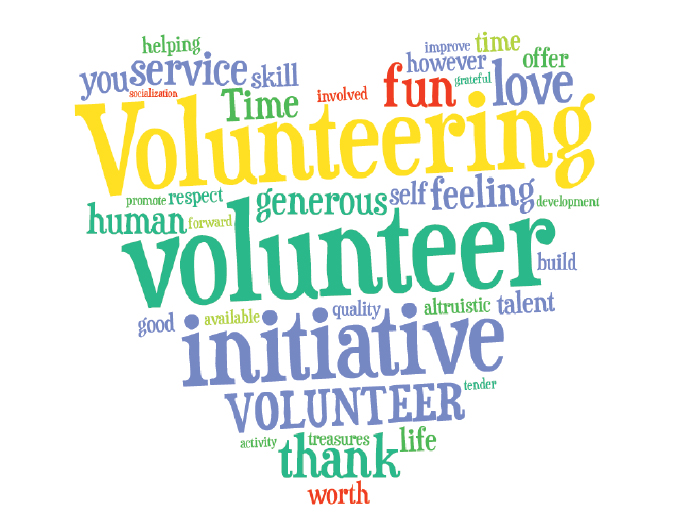 helping improve time
you service skill however offer
socialization Time involved fun grateful love
Volunteering
promote respect generous self feeling development
human forward
volunteer build
good available quality altruistic talent
initiative
VOLUNTEER tender
activity treasures life
thank
worth